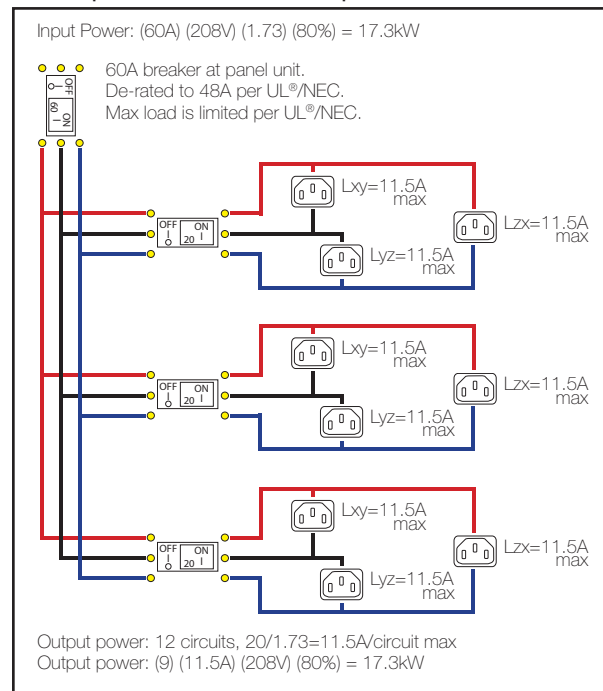 Input Power: (60A) (208V) (1.73) (80%) = 17.3kW
60A breaker at panel unit.
De-rated to 48A per UL®/NEC.
Max load is limited per UL®/NEC.
OFF
60
ON
Lxy=11.5A
max
Lzx=11.5A
max
OFF ON
20
Lyz=11.5A
max
Lxy=11.5A
max
Lzx=11.5A
max
OFF ON
20
Lyz=11.5A
max
Lxy=11.5A
max
Lzx=11.5A
max
OFF ON
20
Lyz=11.5A
max
Output power: 12 circuits, 20/1.73=11.5A/circuit max
Output power: (9) (11.5A) (208V) (80%) = 17.3kW